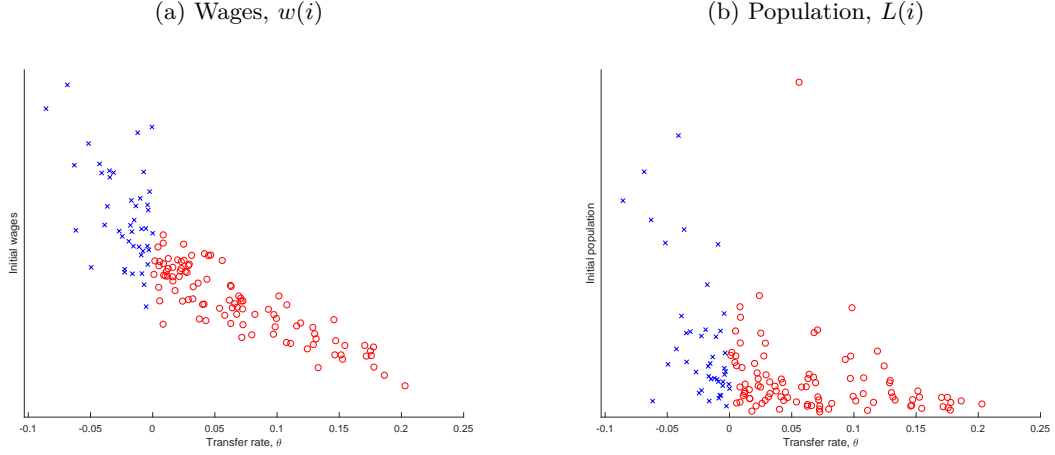 (a) Wages, w(i)
Initial wages
-0.1 -0.05 0 0.05 0.1 0.15 0.2 0.25
Transfer rate, θ
(b) Population, L(i)
Initial population
-0.1 -0.05 0 0.05 0.1 0.15 0.2 0.25
Transfer rate, θ